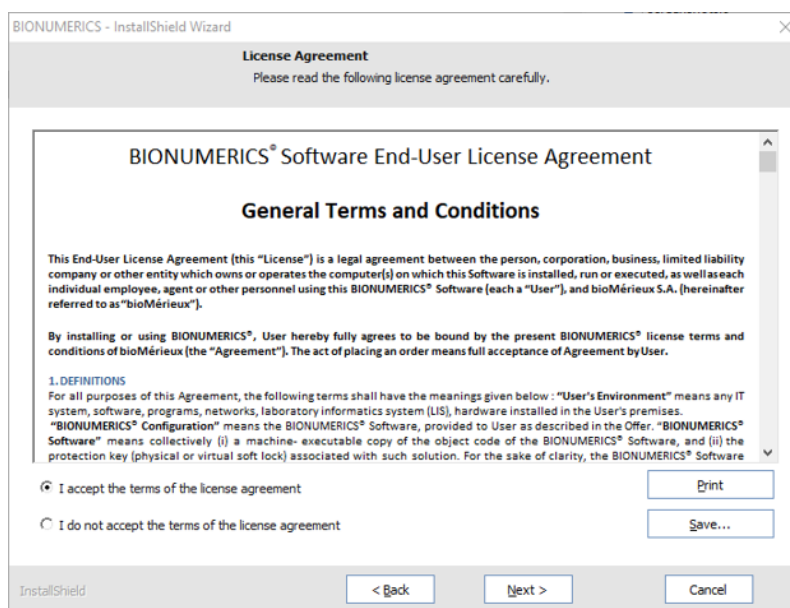 BIONUMERICS - InstallShield Wizard
License Agreement
Please read the following license agreement carefully.
BIONUMERICS® Software End-User License Agreement
General Terms and Conditions
This End-User License Agreement (this “License”) is a legal agreement between the person, corporation, business, limited liability
company or other entity which owns or operates the computer(s) on which this Software is installed, run or executed, as well as each
individual employee, agent or other personnel using this BIONUMERICS® Software (each a “User”), and bioMérieux S.A. (hereinafter
referred to as “bioMérieux”).
By installing or using BIONUMERICS®, User hereby fully agrees to be bound by the present BIONUMERICS® license terms and
conditions of bioMérieux (the “Agreement”). The act of placing an order means full acceptance of Agreement by User.
1. DEFINITIONS
For all purposes of this Agreement, the following terms shall have the meanings given below : “User's Environment” means any IT
system, software, programs, networks, laboratory informatics system (LIS), hardware installed in the User's premises.
“BIONUMERICS® Configuration” means the BIONUMERICS® Software, provided to User as described in the Offer. “BIONUMERICS®
Software” means collectively (i) a machine- executable copy of the object code of the BIONUMERICS® Software, and (ii) the
protection key (physical or virtual soft lock) associated with such solution. For the sake of clarity, the BIONUMERICS® Software
I accept the terms of the license agreement
Print
I do not accept the terms of the license agreement
Save...
InstallShield
< Back
Next >
Cancel